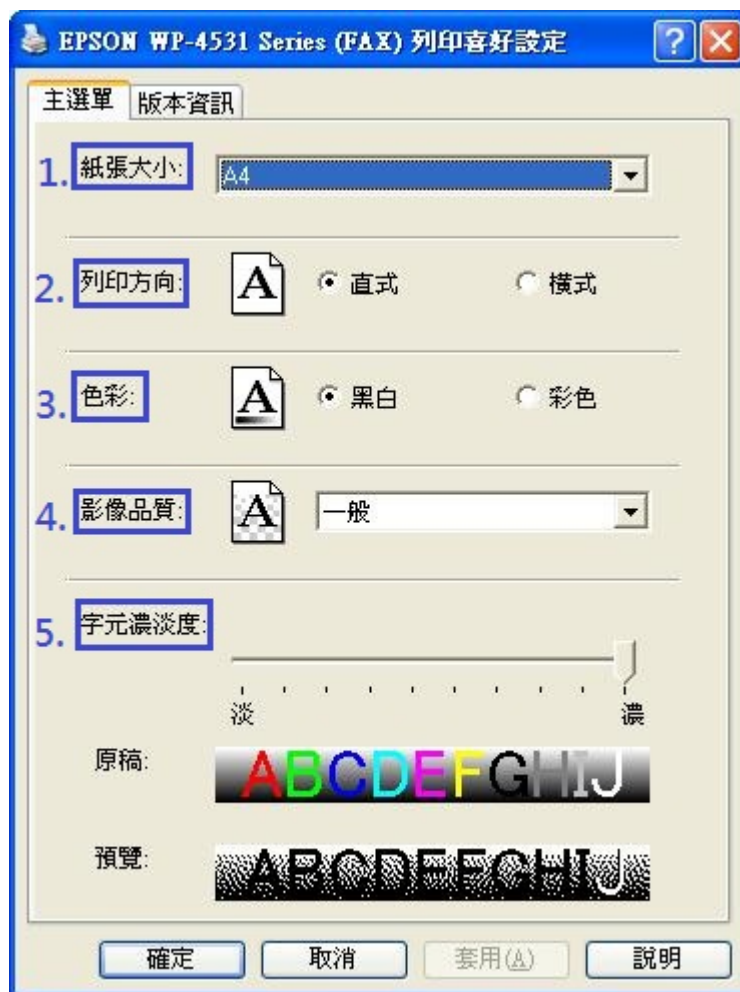 EPSON WP-4531 Series (FAX) 列印喜好設定
主選單 版本資訊
1. 紙張大小: A4
2. 列印方向: A 直式 橫式
3. 色彩: A 黑白 彩色
4. 影像品質: A 一般
5. 字元濃淡度:
淡 濃
原稿: ABCDEFGHIJ
預覽: ABCDEFGHIJ
確定 取消 套用(A) 說明